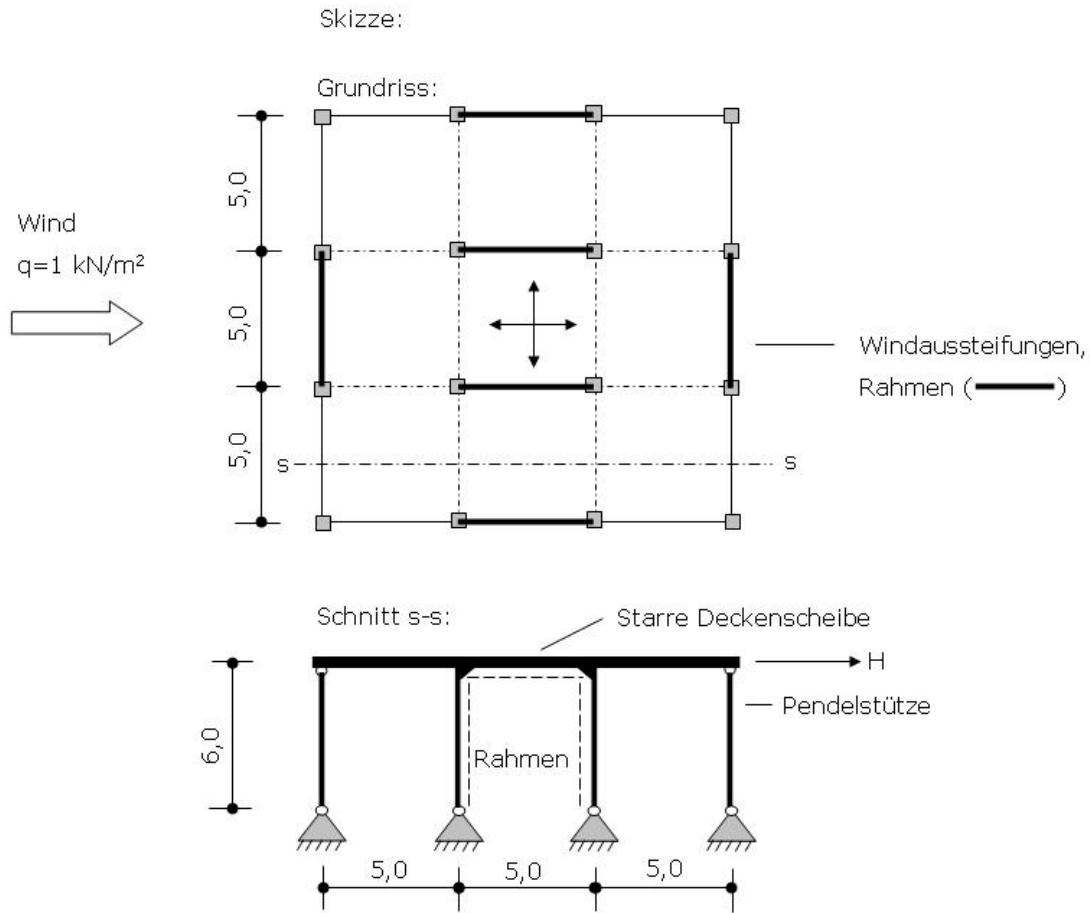 Skizze:
Grundriss:
5,0
Wind
q=1 kN/m²
5,0
Windaussteifungen,
Rahmen ( )
5,0
s s
Schnitt s-s:
Starre Deckenscheibe
H
Pendelstütze
6,0
Rahmen
5,0 5,0 5,0